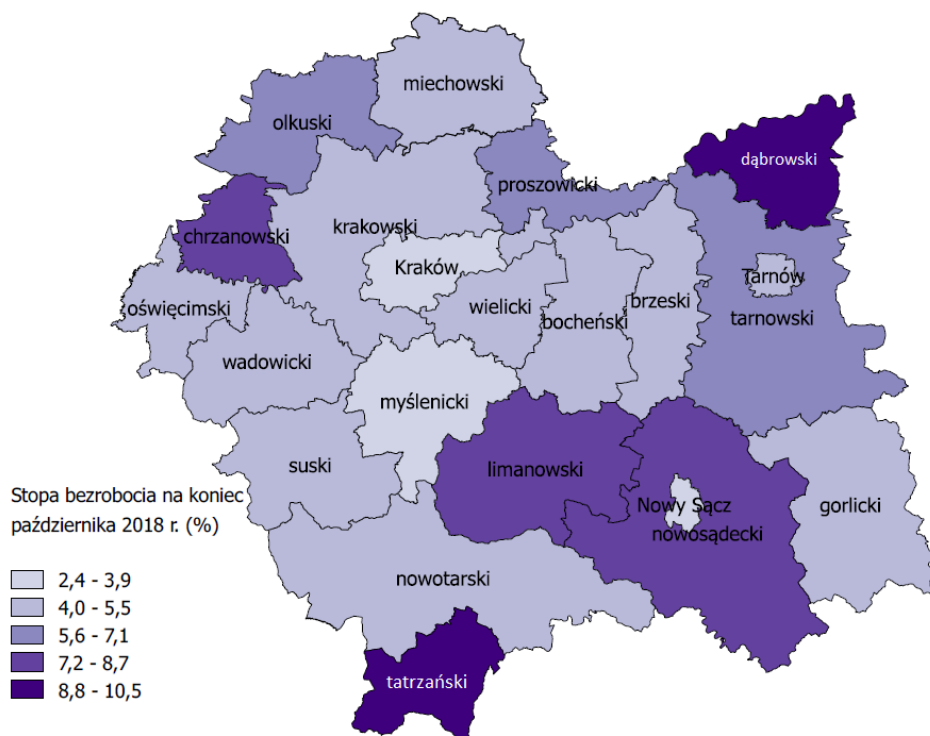 miechowski
olkuski
dąbrowski
proszowicki
krakowski
chrzanowski
Kraków
Tarnów
oświęcimski
wielicki
brzeski
bocheński
tarnowski
wadowicki
myślenicki
suski
limanowski
Nowy Sącz
nowosądecki
gorlicki
nowotarski
tatrzański
Stopa bezrobocia na koniec
października 2018 r. (%)
2,4 - 3,9
4,0 - 5,5
5,6 - 7,1
7,2 - 8,7
8,8 - 10,5